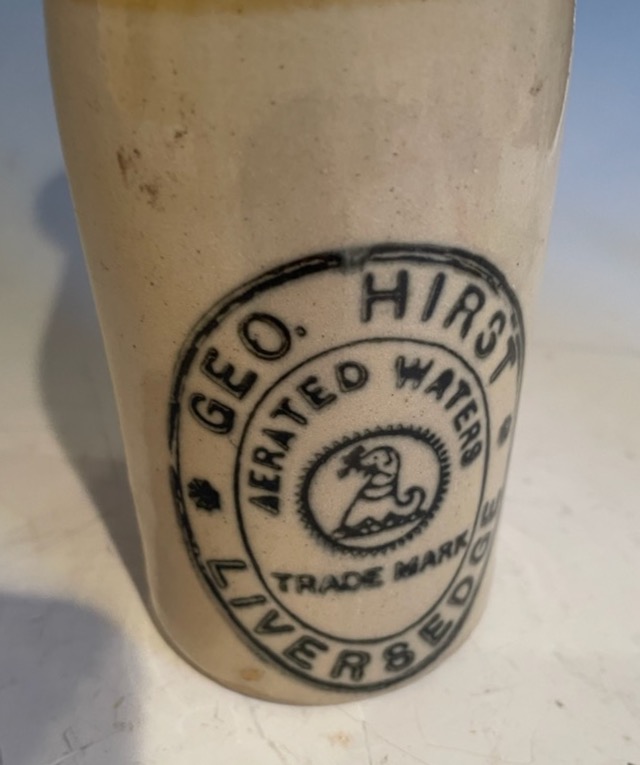 GEO. HIRST
AERATED WATERS
TRADE MARK
LIVERSEDGE